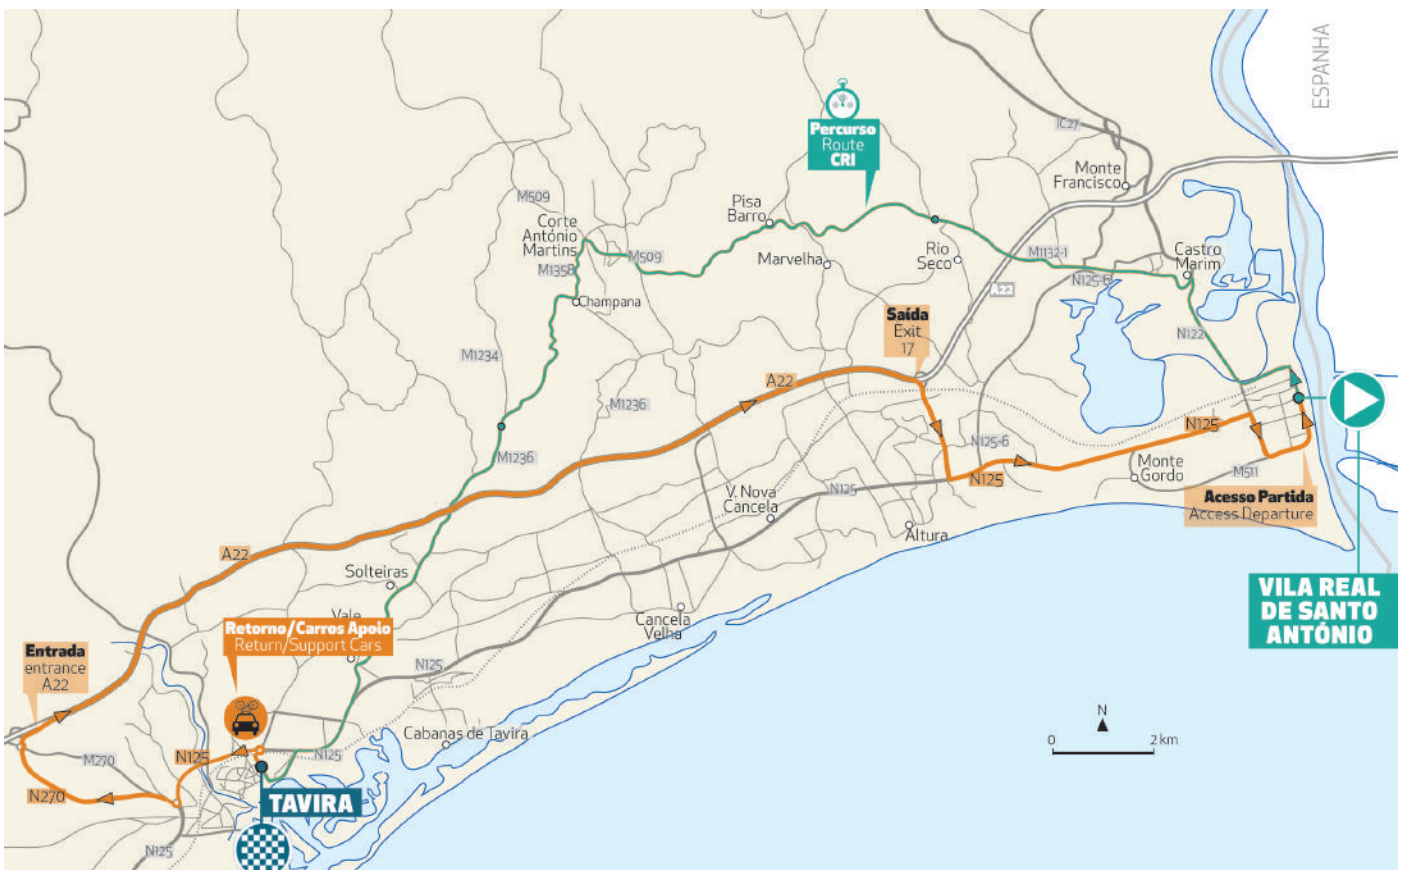 ESPANHA
Percurso
Route
CRI
IC27
Monte
Francisco
M509
Pisa
Barro
Corte
António
Martins
M509
M1358
Champana
Marvelha
Rio
Seco
M1132-1
Castro
Marim
N125-6
A22
N122
Saída
Exit
17
M1234
A22
M1236
N125
N125-6
M1236
Monte
Gordo
M511
N125
V. Nova
Cancela
N125
Acesso Partida
Access Departure
Altura
A22
Solteiras
VILA REAL
DE SANTO
ANTÓNIO
Vale
Cancela
Velha
Retorno/Carros Apoio
Return/Support Cars
Entrada
entrance
A22
N125
N
Cabanas de Tavira
0
2 km
N125
N125
M270
N270
TAVIRA
N125